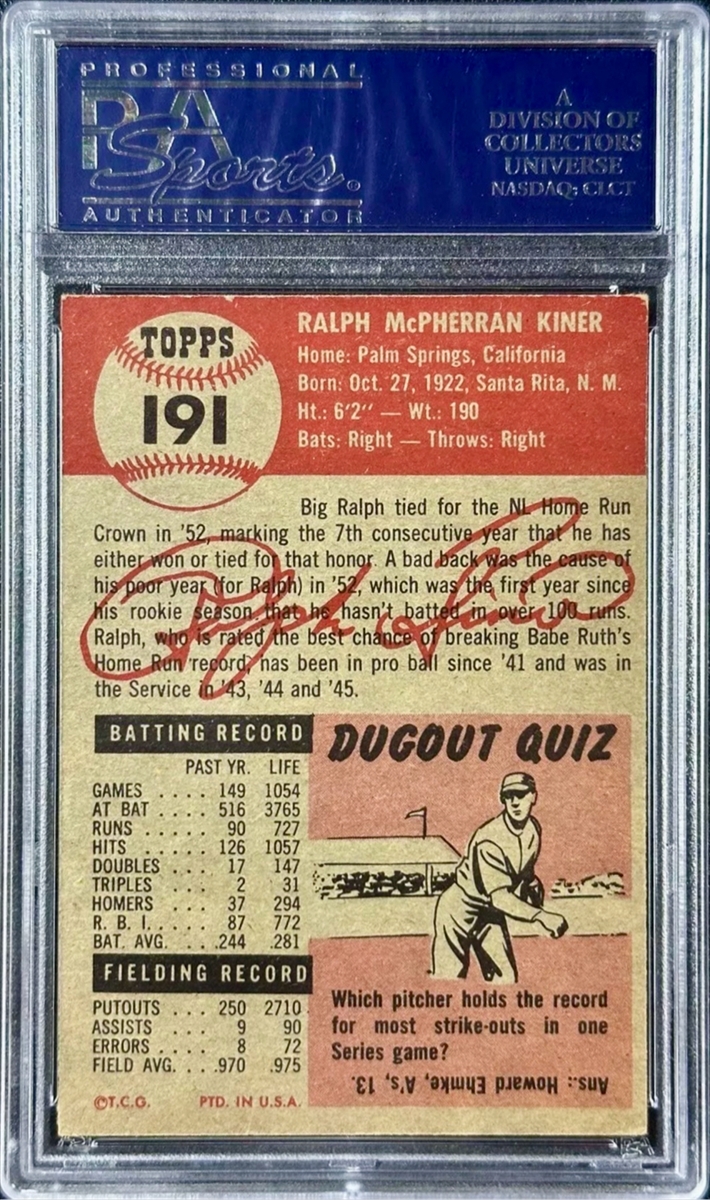 PROFESSIONAL
PSA
Sports.
AUTHENTICATOR
A
DIVISION OF
COLLECTORS
UNIVERSE
NASDAQ: CLCT
TOPPS
191
RALPH McPHERRAN KINER
Home: Palm Springs, California
Born: Oct. 27, 1922, Santa Rita, N. M.
Ht.: 6'2" — Wt.: 190
Bats: Right — Throws: Right
Big Ralph tied for the NL Home Run
Crown in '52, marking the 7th consecutive year that he has
either won or tied for that honor. A bad back was the cause of
his poor year (for Ralph) in '52, which was the first year since
his rookie season that he hasn't batted in over 100 runs.
Ralph, who is rated the best chance of breaking Babe Ruth's
Home Run record, has been in pro ball since '41 and was in
the Service in '43, '44 and '45.
Ralph Kiner
BATTING RECORD
PAST YR. LIFE
GAMES .... 149 1054
AT BAT .... 516 3765
RUNS ..... 90 727
HITS ..... 126 1057
DOUBLES ... 17 147
TRIPLES ... 2 31
HOMERS ... 37 294
R. B. I. .... 87 772
BAT. AVG. ... .244 .281
FIELDING RECORD
PUTOUTS ... 250 2710
ASSISTS ... 9 90
ERRORS .... 8 72
FIELD AVG. ... .970 .975
©T.C.G. PTD. IN U.S.A.
DUGOUT QUIZ
Which pitcher holds the record
for most strike-outs in one
Series game?
Ans.: Howard Ehmke, A's, 13.